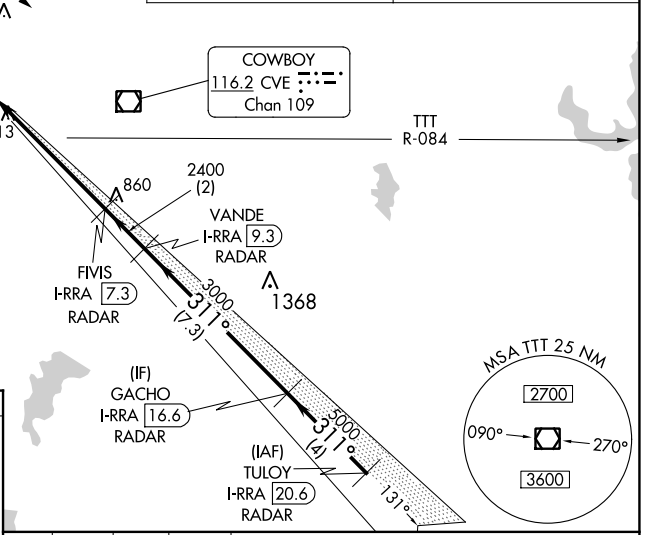 COWBOY
116.2 CVE
Chan 109
13
TTT
R-084
860
2400
(2)
VANDE
I-RRA 9.3
RADAR
FIVIS
I-RRA 7.3
RADAR
3000
311°
(7.3)
1368
(IF)
GACHO
I-RRA 16.6
RADAR
5000
311°
(4)
(IAF)
TULOY
I-RRA 20.6
RADAR
131°
MSA TTT 25 NM
2700
090°
270°
3600